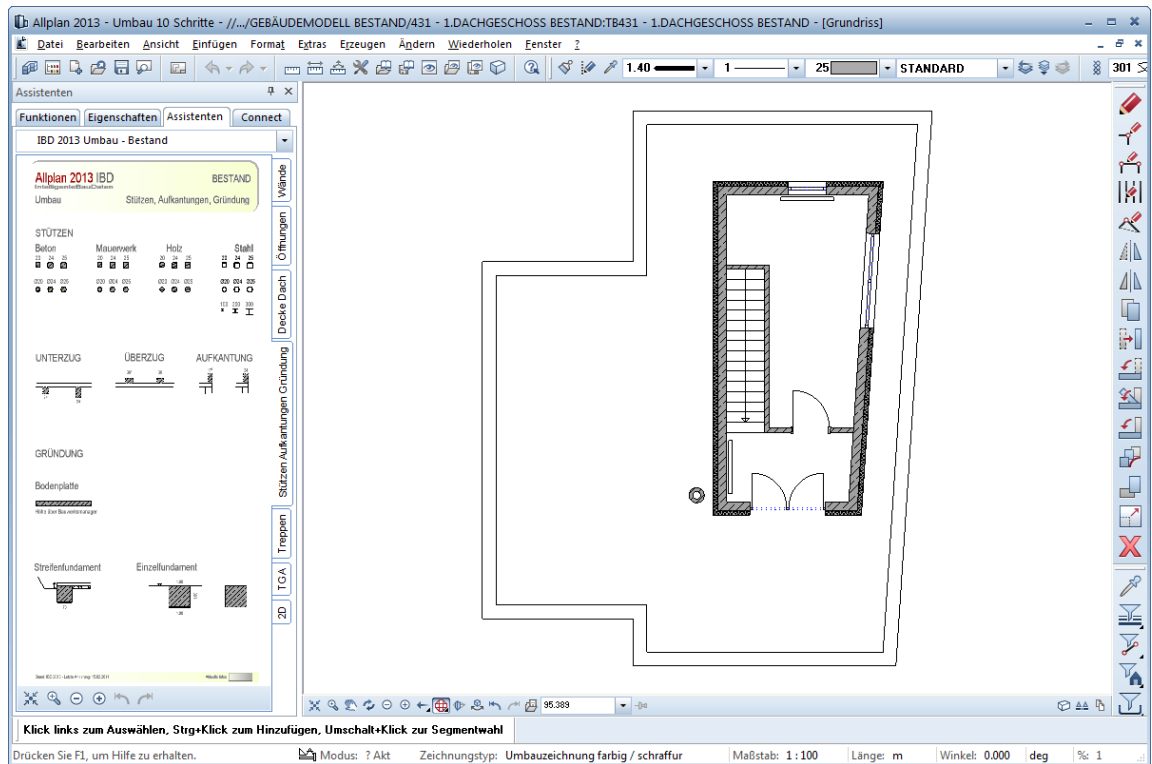 Allplan 2013 - Umbau 10 Schritte - //.../GEBÄUDEMODELL BESTAND/431 - 1.DACHGESCHOSS BESTAND:TB431 - 1.DACHGESCHOSS BESTAND - [Grundriss]
Datei Bearbeiten Ansicht Einfügen Format Extras Erzeugen Ändern Wiederholen Fenster ?
1.40 1 25 STANDARD 301
Assistenten
Funktionen Eigenschaften Assistenten Connect
IBD 2013 Umbau - Bestand
Allplan 2013 IBD BESTAND
IntelligenteBauDaten
Umbau Stützen, Aufkantungen, Gründung
STÜTZEN
Beton Mauerwerk Holz Stahl
UNTERZUG ÜBERZUG AUFKANTUNG
GRÜNDUNG
Bodenplatte
Streifenfundament Einzelfundament
Wände
Öffnungen
Decke Dach
Stützen Aufkantungen Gründung
Treppen
TGA
2D
95.389
Klick links zum Auswählen, Strg+Klick zum Hinzufügen, Umschalt+Klick zur Segmentwahl
Drücken Sie F1, um Hilfe zu erhalten. Modus: ? Akt Zeichnungstyp: Umbauzeichnung farbig / schraffur Maßstab: 1:100 Länge: m Winkel: 0.000 deg %: 1